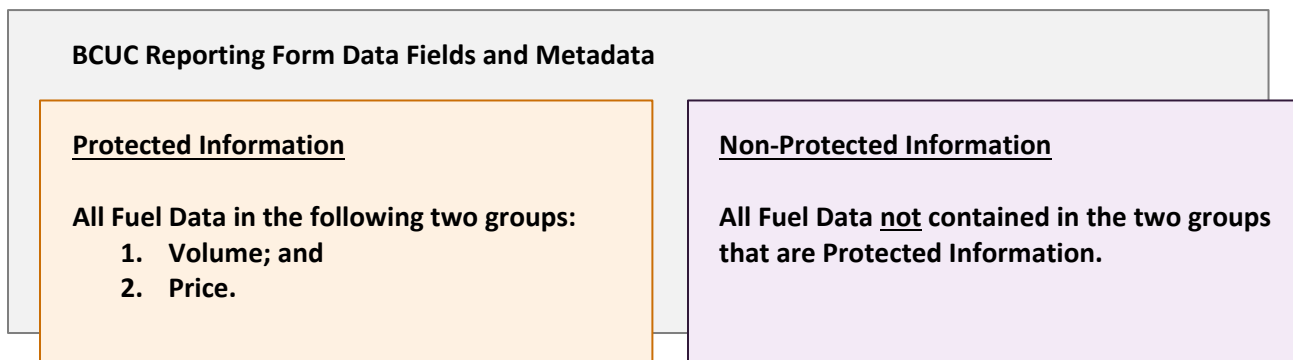 BCUC Reporting Form Data Fields and Metadata
Protected Information
All Fuel Data in the following two groups:
1. Volume; and
2. Price.
Non-Protected Information
All Fuel Data not contained in the two groups
that are Protected Information.